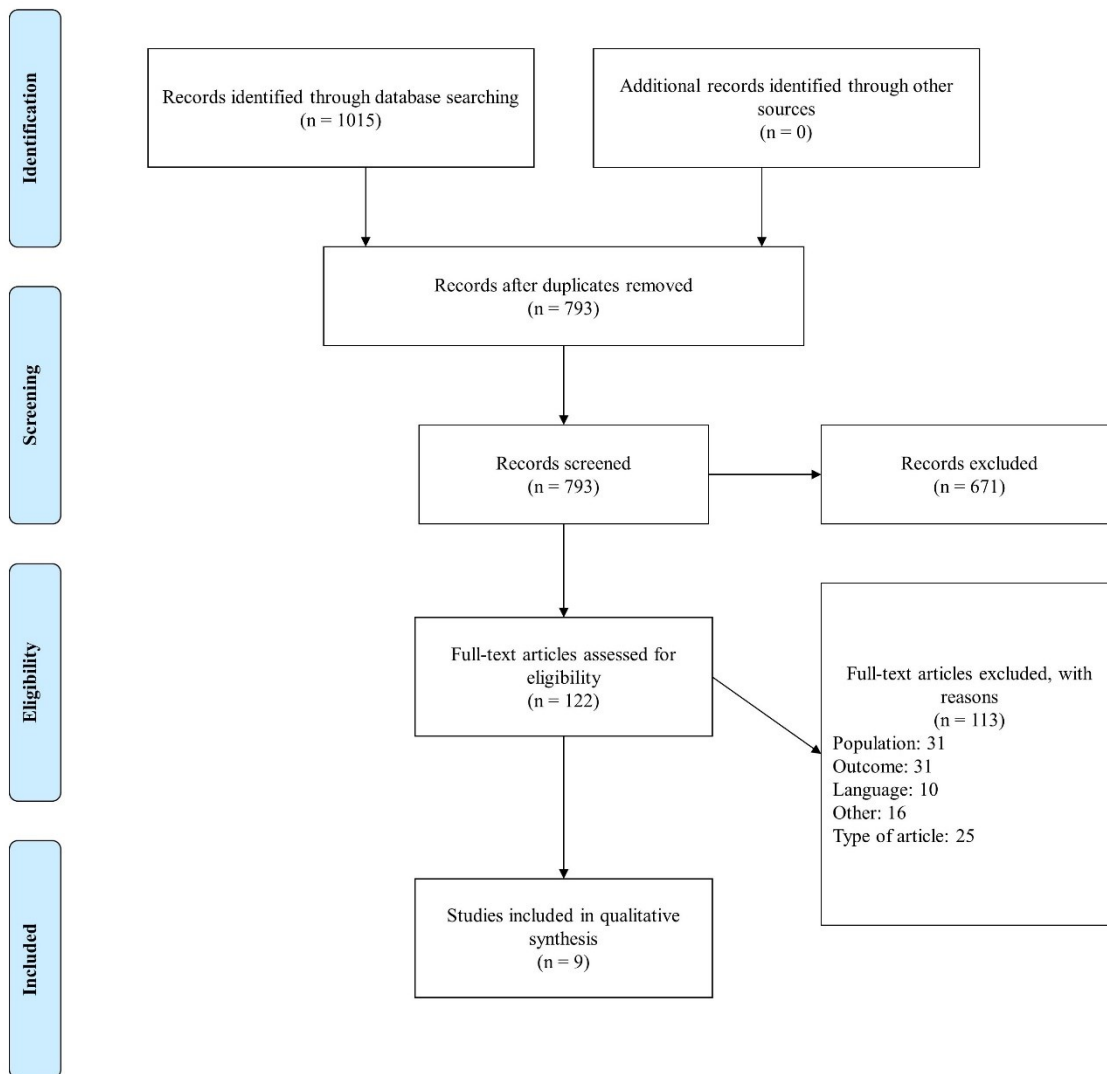 Identification
Records identified through database searching
(n = 1015)
Additional records identified through other
sources
(n = 0)
Records after duplicates removed
(n = 793)
Screening
Records screened
(n = 793)
Records excluded
(n = 671)
Eligibility
Full-text articles assessed for
eligibility
(n = 122)
Full-text articles excluded, with
reasons
(n = 113)
Population: 31
Outcome: 31
Language: 10
Other: 16
Type of article: 25
Included
Studies included in qualitative
synthesis
(n = 9)